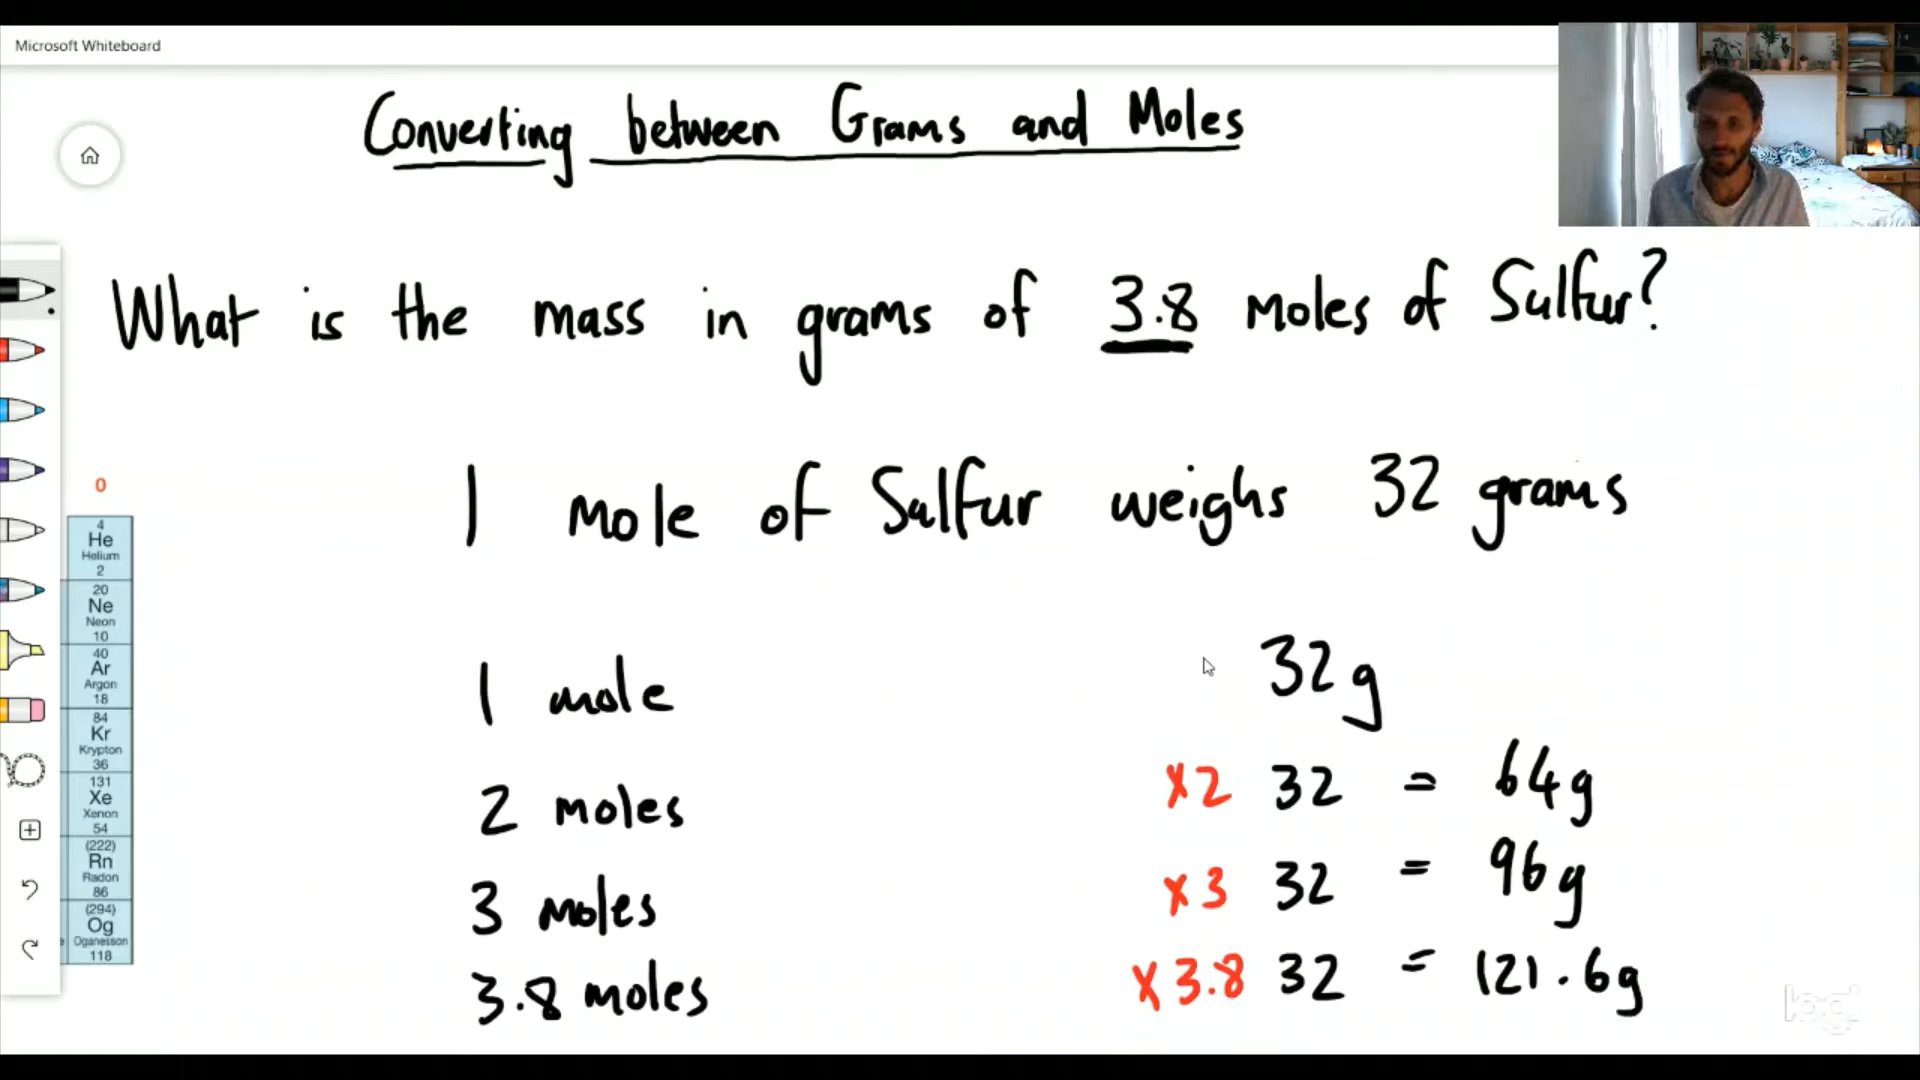 Microsoft Whiteboard
Converting between Grams and Moles
What is the mass in grams of 3.8 Moles of Sulfur?
1 mole of Sulfur weighs 32 grams
1 mole 32g
2 moles x2 32 = 64g
3 moles x3 32 = 96g
3.8 moles x3.8 32 = 121.6g
0
4
He
Helium
2
20
Ne
Neon
10
40
Ar
Argon
18
84
Kr
Krypton
36
131
Xe
Xenon
54
(222)
Rn
Radon
86
(294)
Og
Oganesson
118